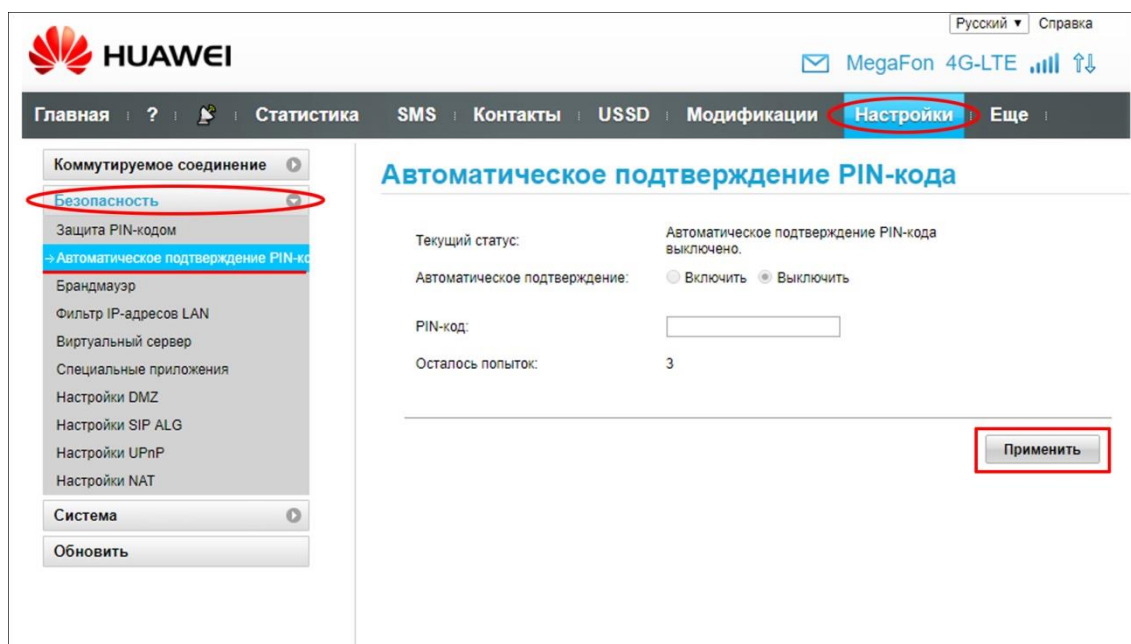 Русский ▼ Справка
HUAWEI
MegaFon 4G-LTE
Главная ? Статистика SMS Контакты USSD Модификации Настройки Еще
Коммутируемое соединение
Безопасность
Защита PIN-кодом
→Автоматическое подтверждение PIN-ко
Брандмауэр
Фильтр IP-адресов LAN
Виртуальный сервер
Специальные приложения
Настройки DMZ
Настройки SIP ALG
Настройки UPnP
Настройки NAT
Система
Обновить
Автоматическое подтверждение PIN-кода
Текущий статус: Автоматическое подтверждение PIN-кода
выключено.
Автоматическое подтверждение: Включить Выключить
PIN-код:
Осталось попыток: 3
Применить